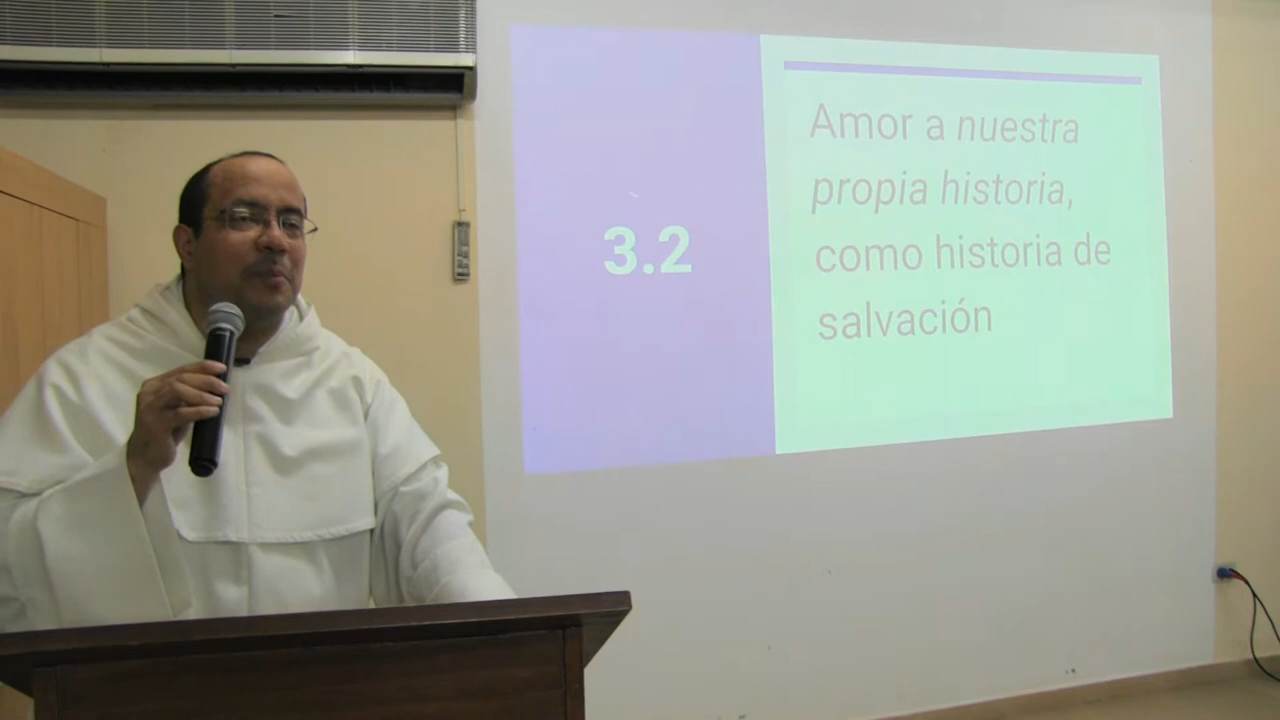 3.2
Amor a nuestra
propia historia,
como historia de
salvación